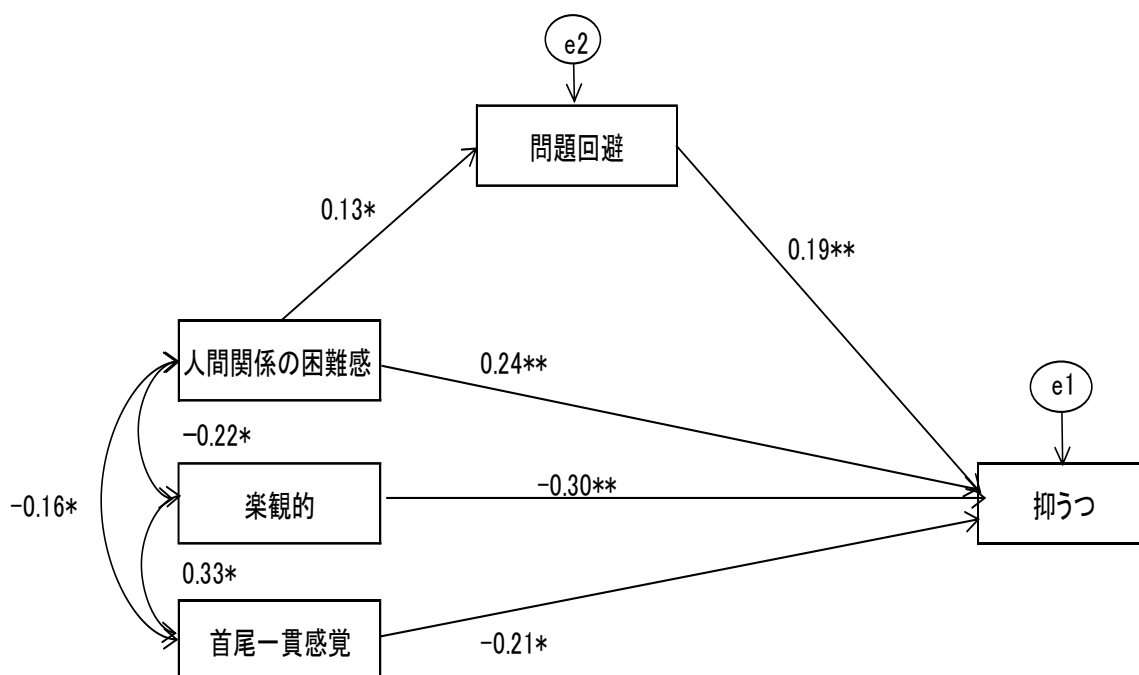 e2
問題回避
0.13*
0.19**
人間関係の困難感
0.24**
e1
-0.22*
楽観的
-0.30**
抑うつ
-0.16*
0.33*
首尾一貫感覚
-0.21*